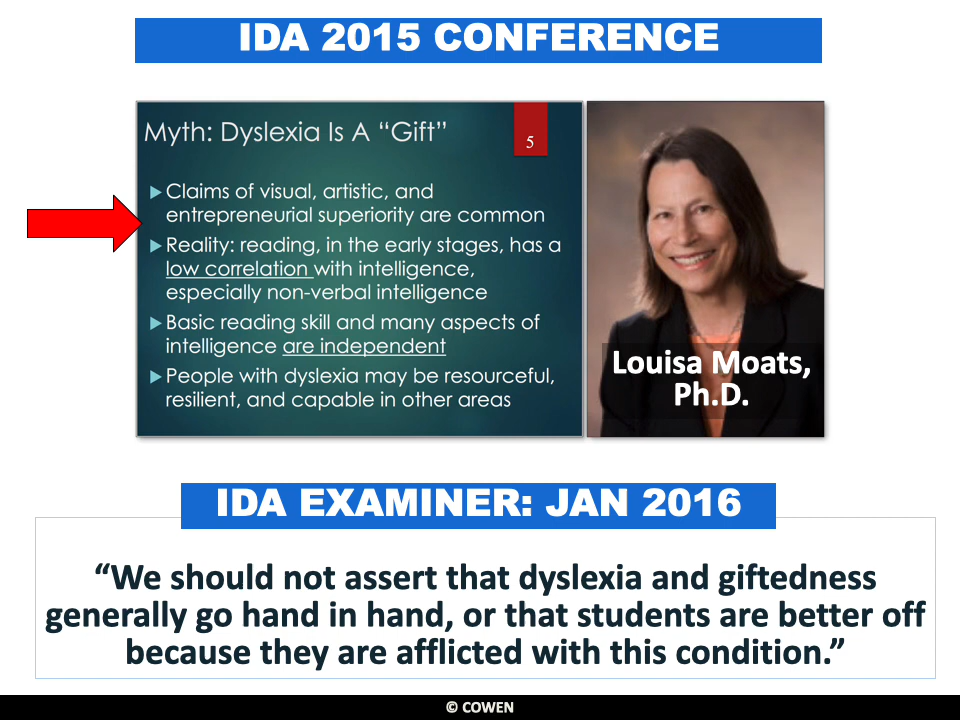 IDA 2015 CONFERENCE
Myth: Dyslexia Is A “Gift”
5
Claims of visual, artistic, and
entrepreneurial superiority are common
Reality: reading, in the early stages, has a
low correlation with intelligence,
especially non-verbal intelligence
Basic reading skill and many aspects of
intelligence are independent
People with dyslexia may be resourceful,
resilient, and capable in other areas
Louisa Moats,
Ph.D.
IDA EXAMINER: JAN 2016
“We should not assert that dyslexia and giftedness
generally go hand in hand, or that students are better off
because they are afflicted with this condition.”
© COWEN